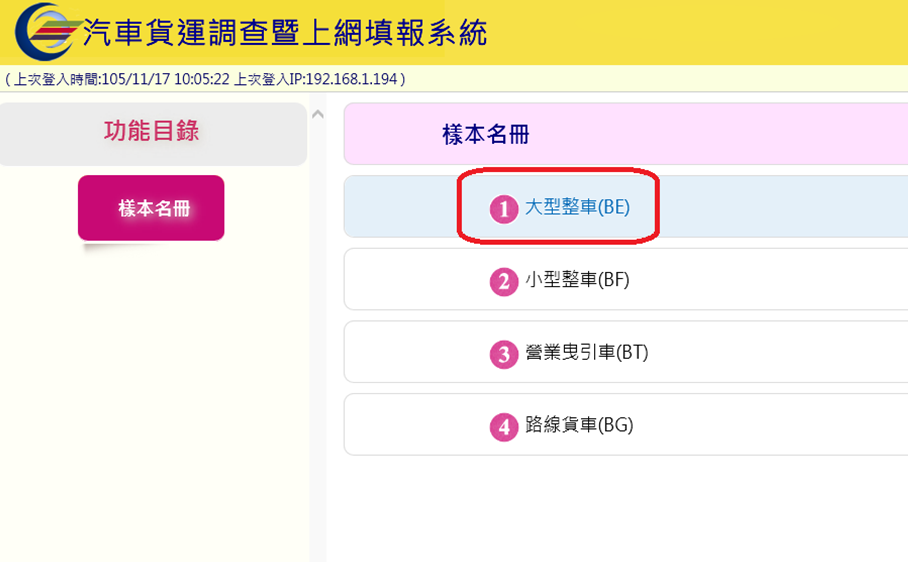 汽車貨運調查暨上網填報系統
(上次登入時間:105/11/17 10:05:22 上次登入IP:192.168.1.194)
功能目錄
樣本名冊
樣本名冊
1 大型整車(BE)
2 小型整車(BF)
3 營業曳引車(BT)
4 路線貨車(BG)